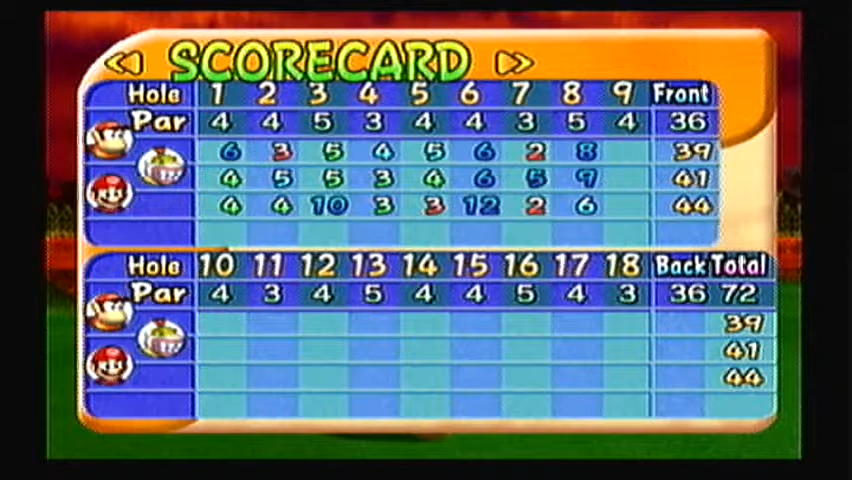 SCORECARD
Hole 1 2 3 4 5 6 7 8 9 Front
Par 4 4 5 3 4 4 3 5 4 36
6 3 5 4 5 6 2 8 39
4 5 5 3 4 6 5 9 41
4 4 10 3 3 12 2 6 44
Hole 10 11 12 13 14 15 16 17 18 Back Total
Par 4 3 4 5 4 4 5 4 3 36 72
39
41
44